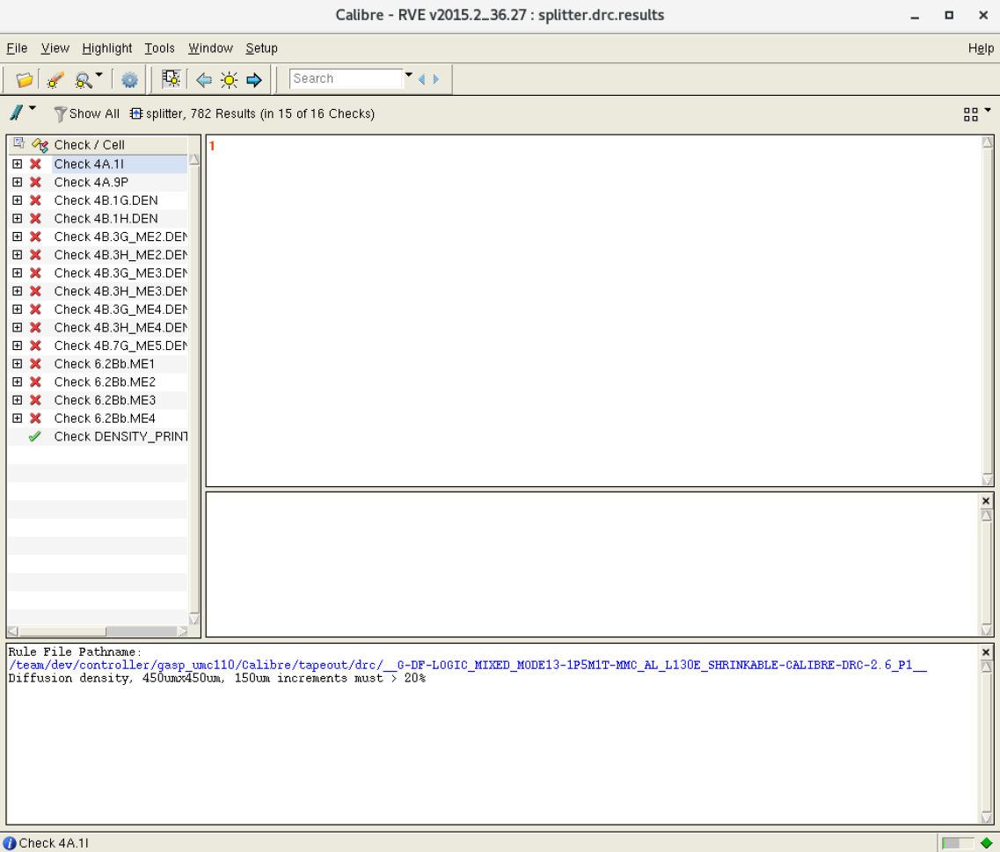 Calibre - RVE v2015.2_36.27 : splitter.drc.results
File View Highlight Tools Window Setup Help
Search
Show All splitter, 782 Results (in 15 of 16 Checks)
Check / Cell
1
Check 4A.1I
Check 4A.9P
Check 4B.1G.DEN
Check 4B.1H.DEN
Check 4B.3G_ME2.DEN
Check 4B.3H_ME2.DEN
Check 4B.3G_ME3.DEN
Check 4B.3H_ME3.DEN
Check 4B.3G_ME4.DEN
Check 4B.3H_ME4.DEN
Check 4B.7G_ME5.DEN
Check 6.2Bb.ME1
Check 6.2Bb.ME2
Check 6.2Bb.ME3
Check 6.2Bb.ME4
Check DENSITY_PRINT
Rule File Pathname:
/team/dev/controller/gasp_umc110/Calibre/tapeout/drc/__G-DF-LOGIC_MIXED_MODE13-1P5M1T-MMC_AL_L130E_SHRINKABLE-CALIBRE-DRC-2.6_P1__
Diffusion density, 450umx450um, 150um increments must > 20%
Check 4A.1I